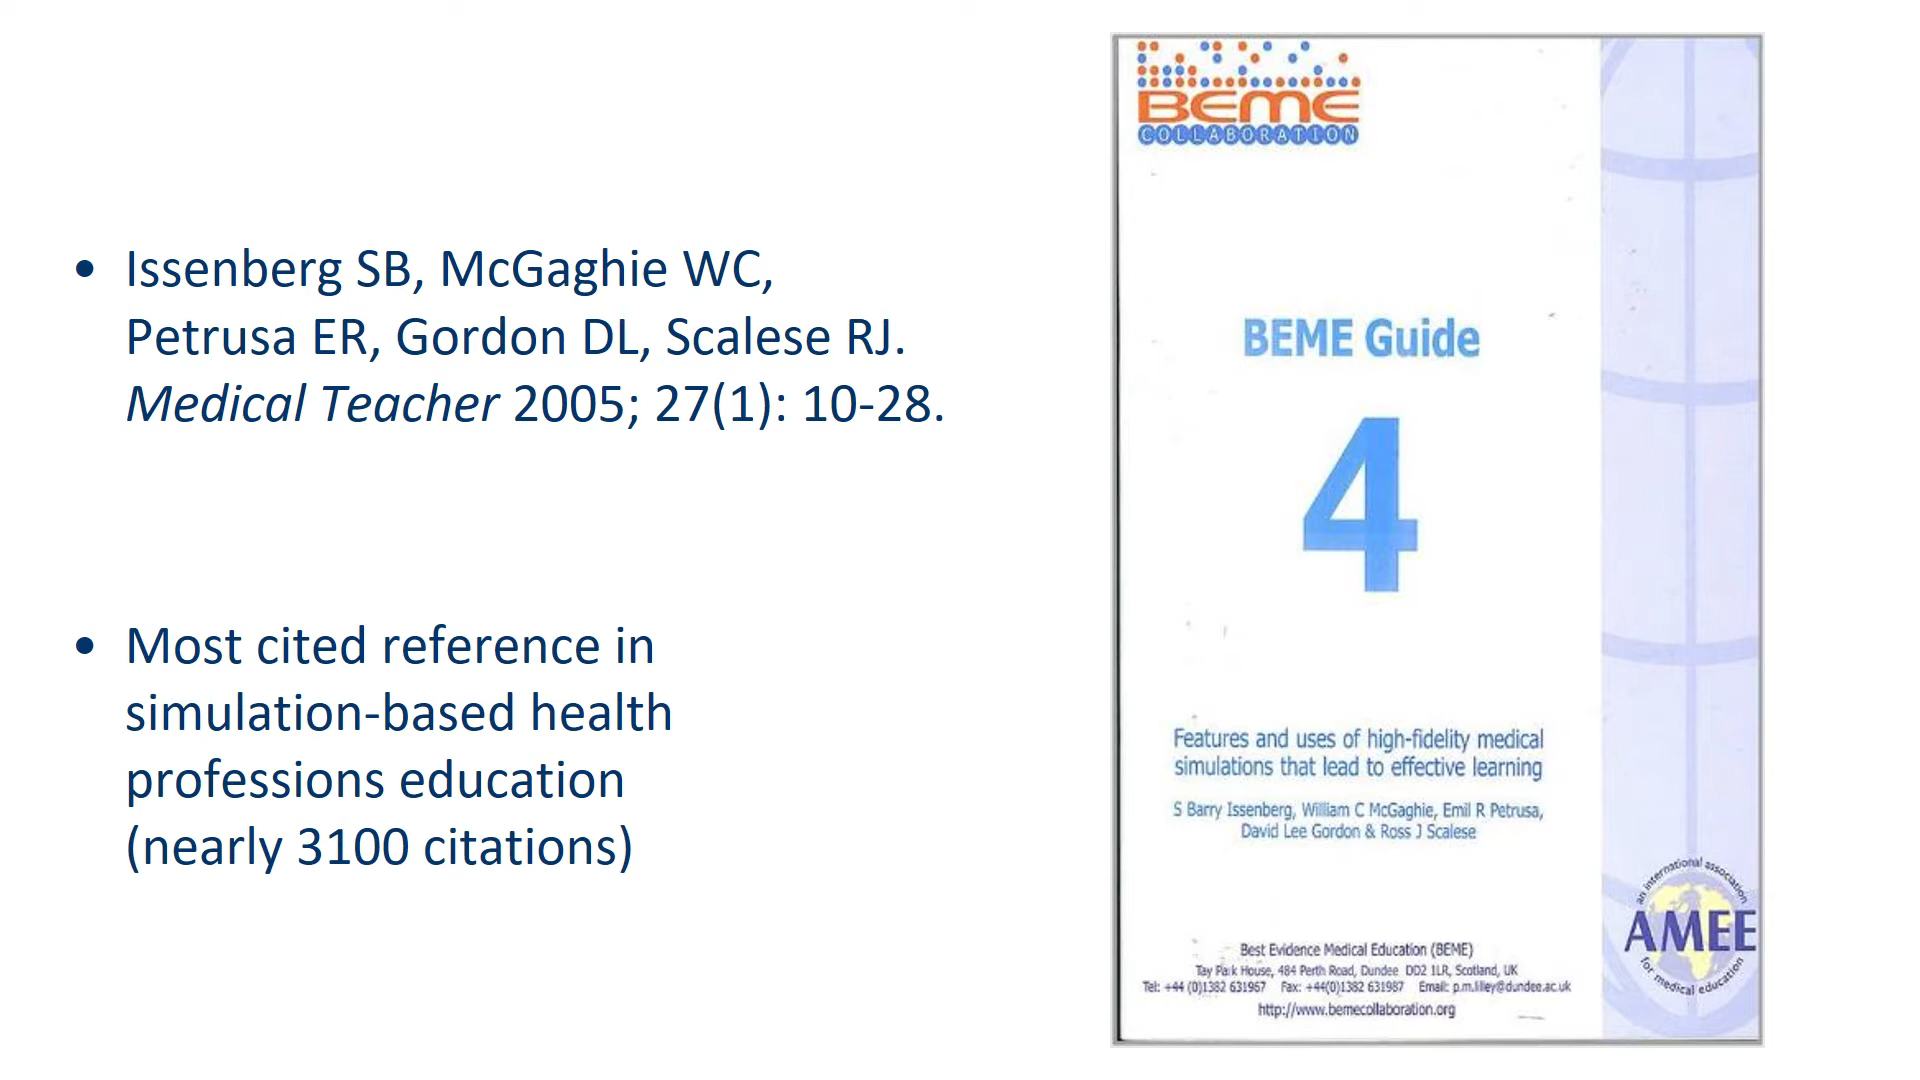 • Issenberg SB, McGaghie WC,
Petrusa ER, Gordon DL, Scalese RJ.
Medical Teacher 2005; 27(1): 10-28.
• Most cited reference in
simulation-based health
professions education
(nearly 3100 citations)
BEME
COLLABORATION
BEME Guide
4
Features and uses of high-fidelity medical
simulations that lead to effective learning
S Barry Issenberg, William C McGaghie, Emil R Petrusa,
David Lee Gordon & Ross J Scalese
Best Evidence Medical Education (BEME)
Tay Park House, 484 Perth Road, Dundee DD2 1LR, Scotland, UK
Tel: +44 (0)1382 631967 Fax: +44(0)1382 631987 Email: p.m.lilley@dundee.ac.uk
http://www.bemecollaboration.org
an international association
AMEE
for medical education